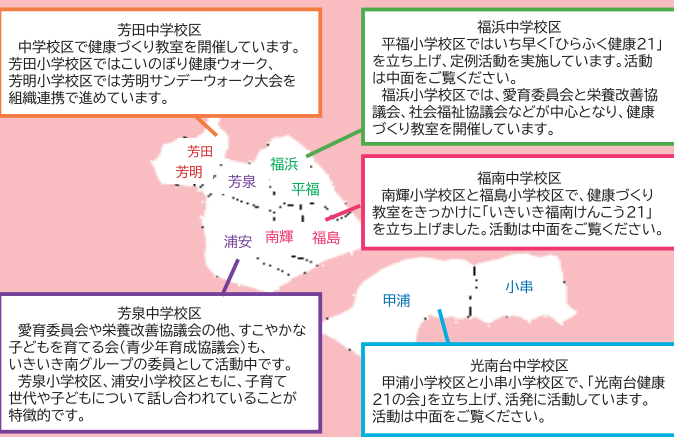 芳田中学校区
中学校区で健康づくり教室を開催しています。
芳田小学校区ではこいのぼり健康ウォーク、
芳明小学校区では芳明サンデーウォーク大会を
組織連携で進めています。
福浜中学校区
平福小学校区ではいち早く「ひらふく健康21」
を立ち上げ、定例活動を実施しています。活動
は中面をご覧ください。
福浜小学校区では、愛育委員会と栄養改善協
議会、社会福祉協議会などが中心となり、健康
づくり教室を開催しています。
福南中学校区
南輝小学校区と福島小学校区で、健康づくり
教室をきっかけに「いきいき福南けんこう21」
を立ち上げました。活動は中面をご覧ください。
芳田
芳明
芳泉
福浜
平福
浦安
南輝
福島
甲浦
小串
芳泉中学校区
愛育委員会や栄養改善協議会の他、すこやかな
子どもを育てる会(青少年育成協議会)も、
いきいき南グループの委員として活動中です。
芳泉小学校区、浦安小学校区ともに、子育て
世代や子どもについて話し合われていることが
特徴的です。
光南台中学校区
甲浦小学校区と小串小学校区で、「光南台健康
21の会」を立ち上げ、活発に活動しています。
活動は中面をご覧ください。